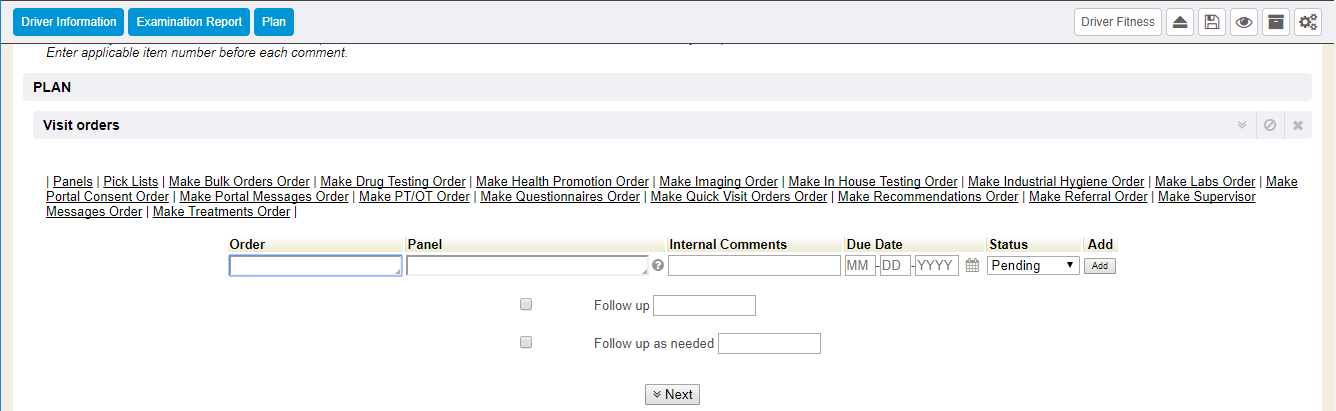 Driver Information Examination Report Plan Driver Fitness
Enter applicable item number before each comment.
PLAN
Visit orders
| Panels | Pick Lists | Make Bulk Orders Order | Make Drug Testing Order | Make Health Promotion Order | Make Imaging Order | Make In House Testing Order | Make Industrial Hygiene Order | Make Labs Order | Make
Portal Consent Order | Make Portal Messages Order | Make PT/OT Order | Make Questionnaires Order | Make Quick Visit Orders Order | Make Recommendations Order | Make Referral Order | Make Supervisor
Messages Order | Make Treatments Order |
Order Panel Internal Comments Due Date Status Add
MM-DD-YYYY Pending Add
Follow up
Follow up as needed
Next